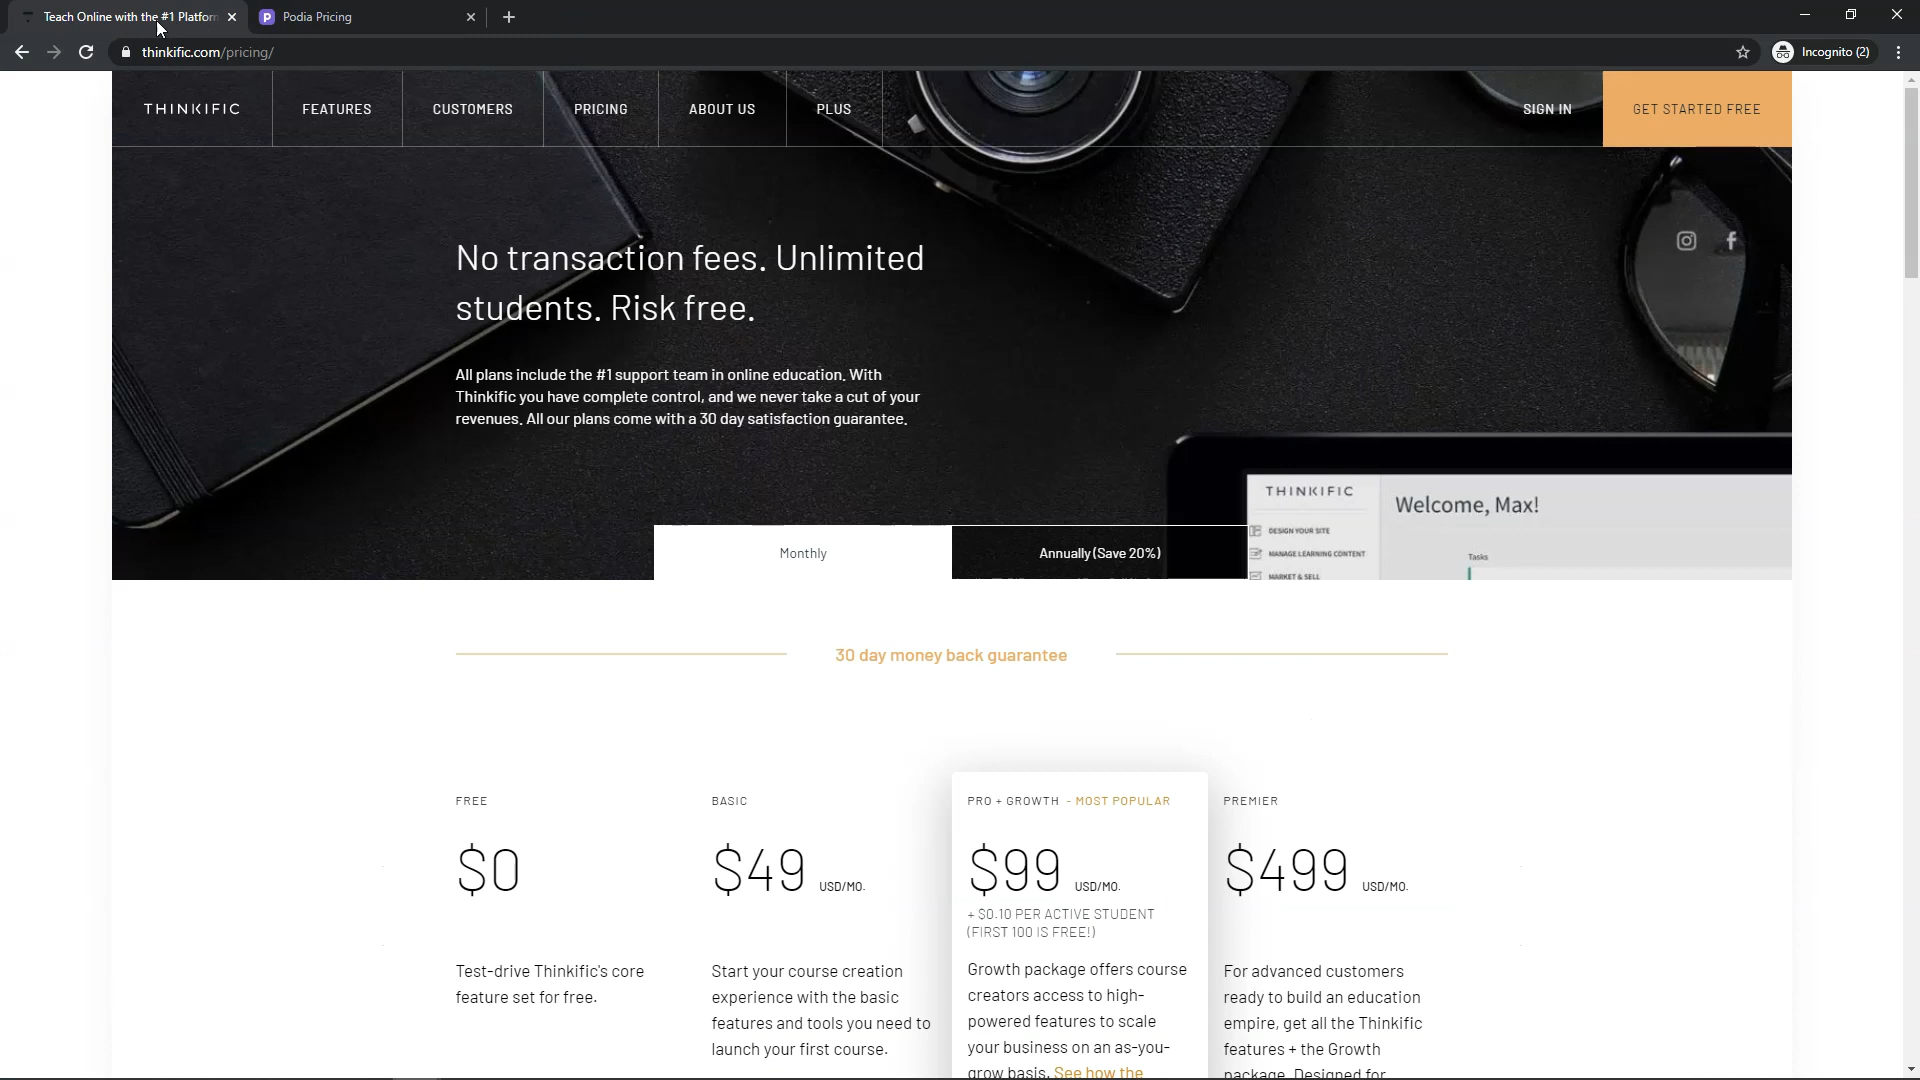 Teach Online with the #1 Platform
Podia Pricing
thinkific.com/pricing/
Incognito (2)
THINKIFIC
FEATURES
CUSTOMERS
PRICING
ABOUT US
PLUS
SIGN IN
GET STARTED FREE
No transaction fees. Unlimited
students. Risk free.
All plans include the #1 support team in online education. With
Thinkific you have complete control, and we never take a cut of your
revenues. All our plans come with a 30 day satisfaction guarantee.
THINKIFIC
Welcome, Max!
DESIGN YOUR SITE
MANAGE LEARNING CONTENT
Tasks
MARKET & SELL
Monthly
Annually (Save 20%)
30 day money back guarantee
FREE
$0
Test-drive Thinkific's core
feature set for free.
BASIC
$49 USD/MO.
Start your course creation
experience with the basic
features and tools you need to
launch your first course.
PRO + GROWTH - MOST POPULAR
$99 USD/MO.
+ $0.10 PER ACTIVE STUDENT
(FIRST 100 IS FREE!)
Growth package offers course
creators access to high-
powered features to scale
your business on an as-you-
grow basis. See how the
PREMIER
$499 USD/MO.
For advanced customers
ready to build an education
empire, get all the Thinkific
features + the Growth
package. Designed for